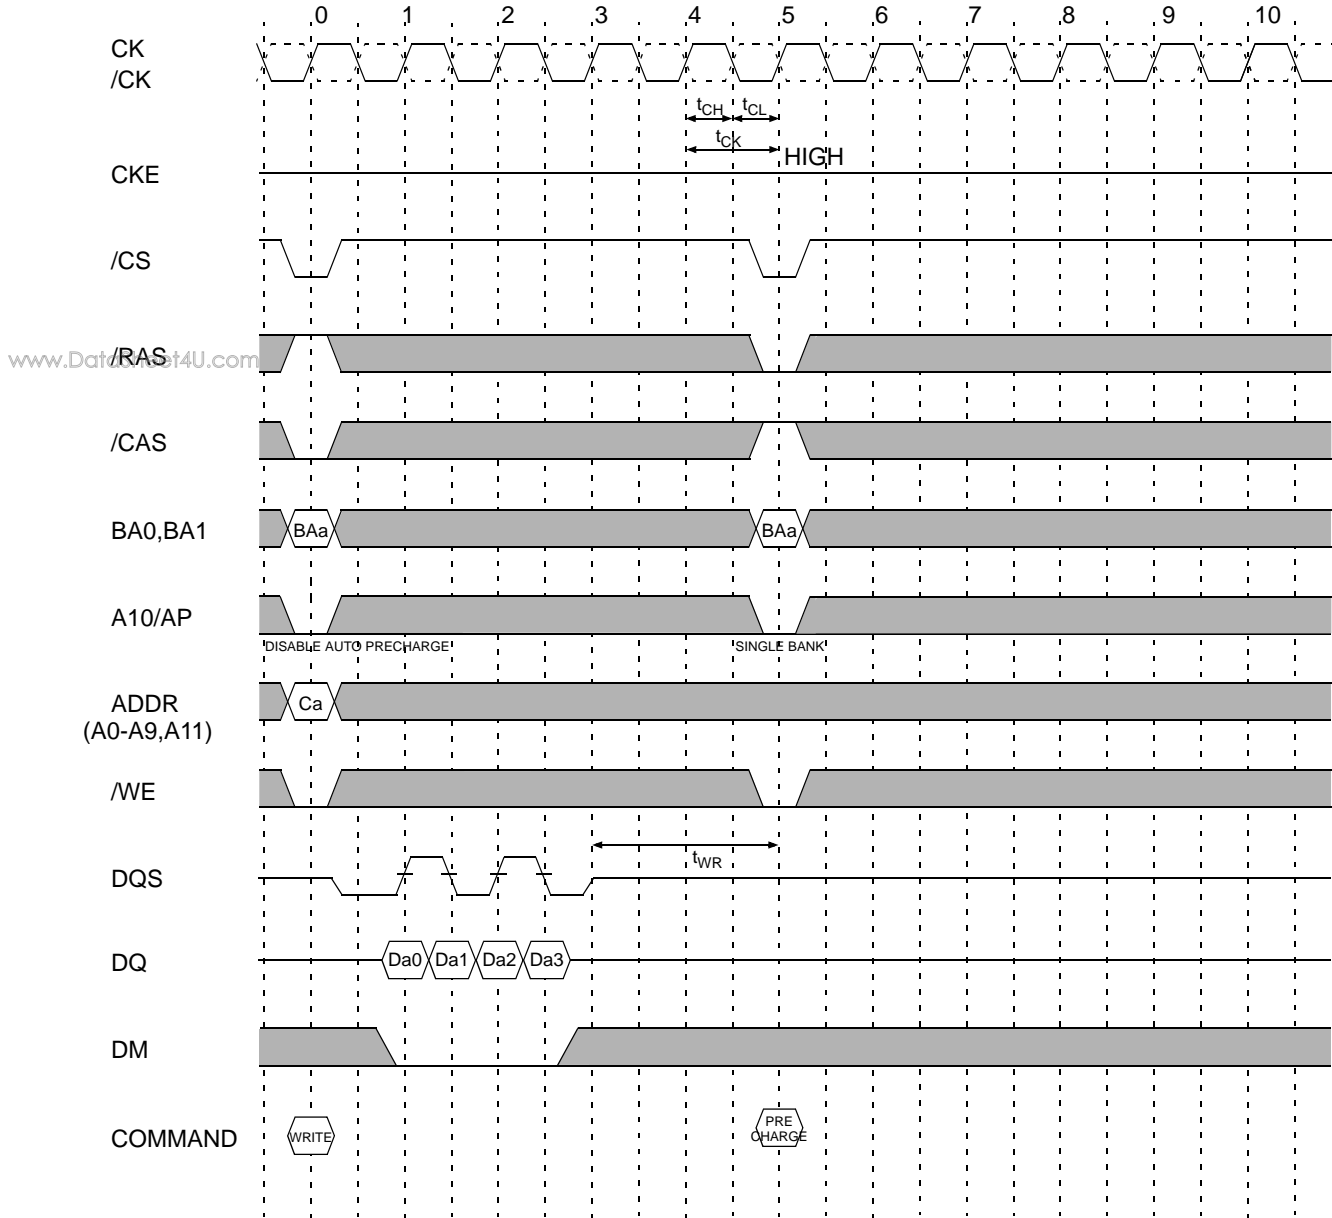 0 1 2 3 4 5 6 7 8 9 10
CK
/CK
tCH tCL
tCK
HIGH
CKE
/CS
/RAS
www.Datasheet4U.com
/CAS
BA0,BA1 BAa BAa
A10/AP
DISABLE AUTO PRECHARGE SINGLE BANK
ADDR Ca
(A0-A9,A11)
/WE
tWR
DQS
DQ Da0 Da1 Da2 Da3
DM
COMMAND WRITE PRE
CHARGE